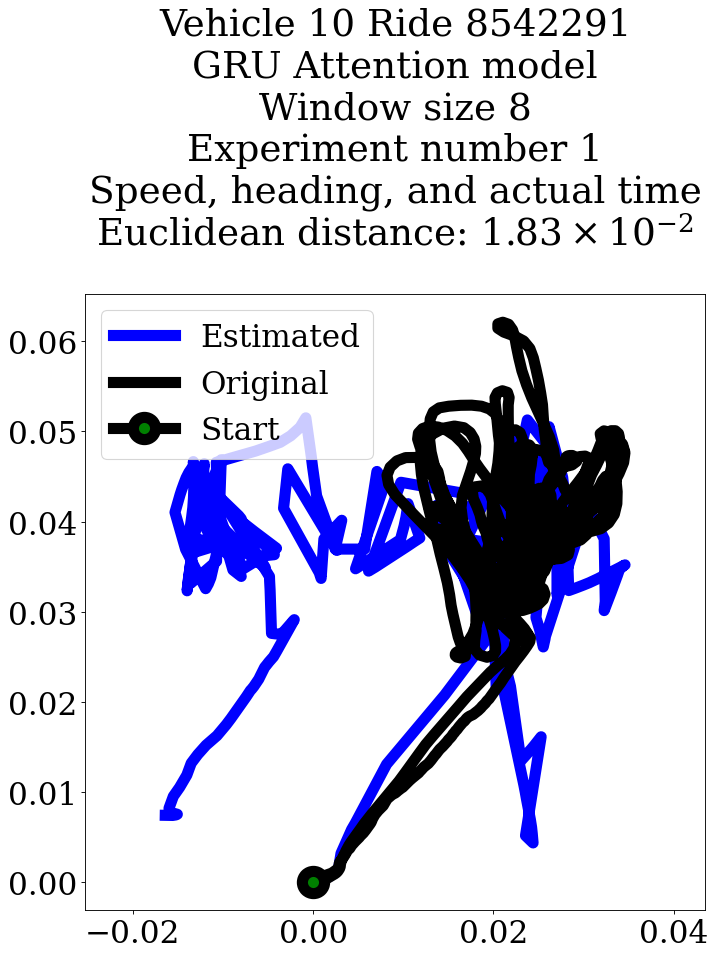 Vehicle 10 Ride 8542291
GRU Attention model
Window size 8
Experiment number 1
Speed, heading, and actual time
Euclidean distance: 1.83 × 10⁻²
Estimated
Original
Start
0.06
0.05
0.04
0.03
0.02
0.01
0.00
−0.02 0.00 0.02 0.04